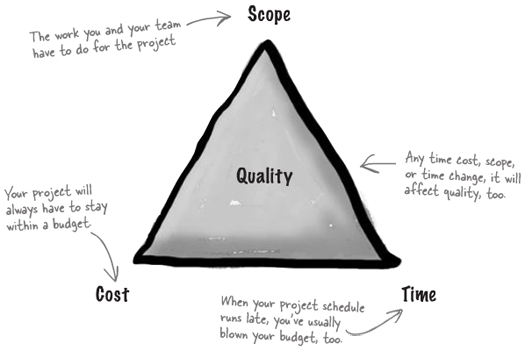 Scope
The work you and your team
have to do for the project
Quality
Any time cost, scope,
or time change, it will
affect quality, too.
Your project will
always have to stay
within a budget
Cost
Time
When your project schedule
runs late, you've usually
blown your budget, too.